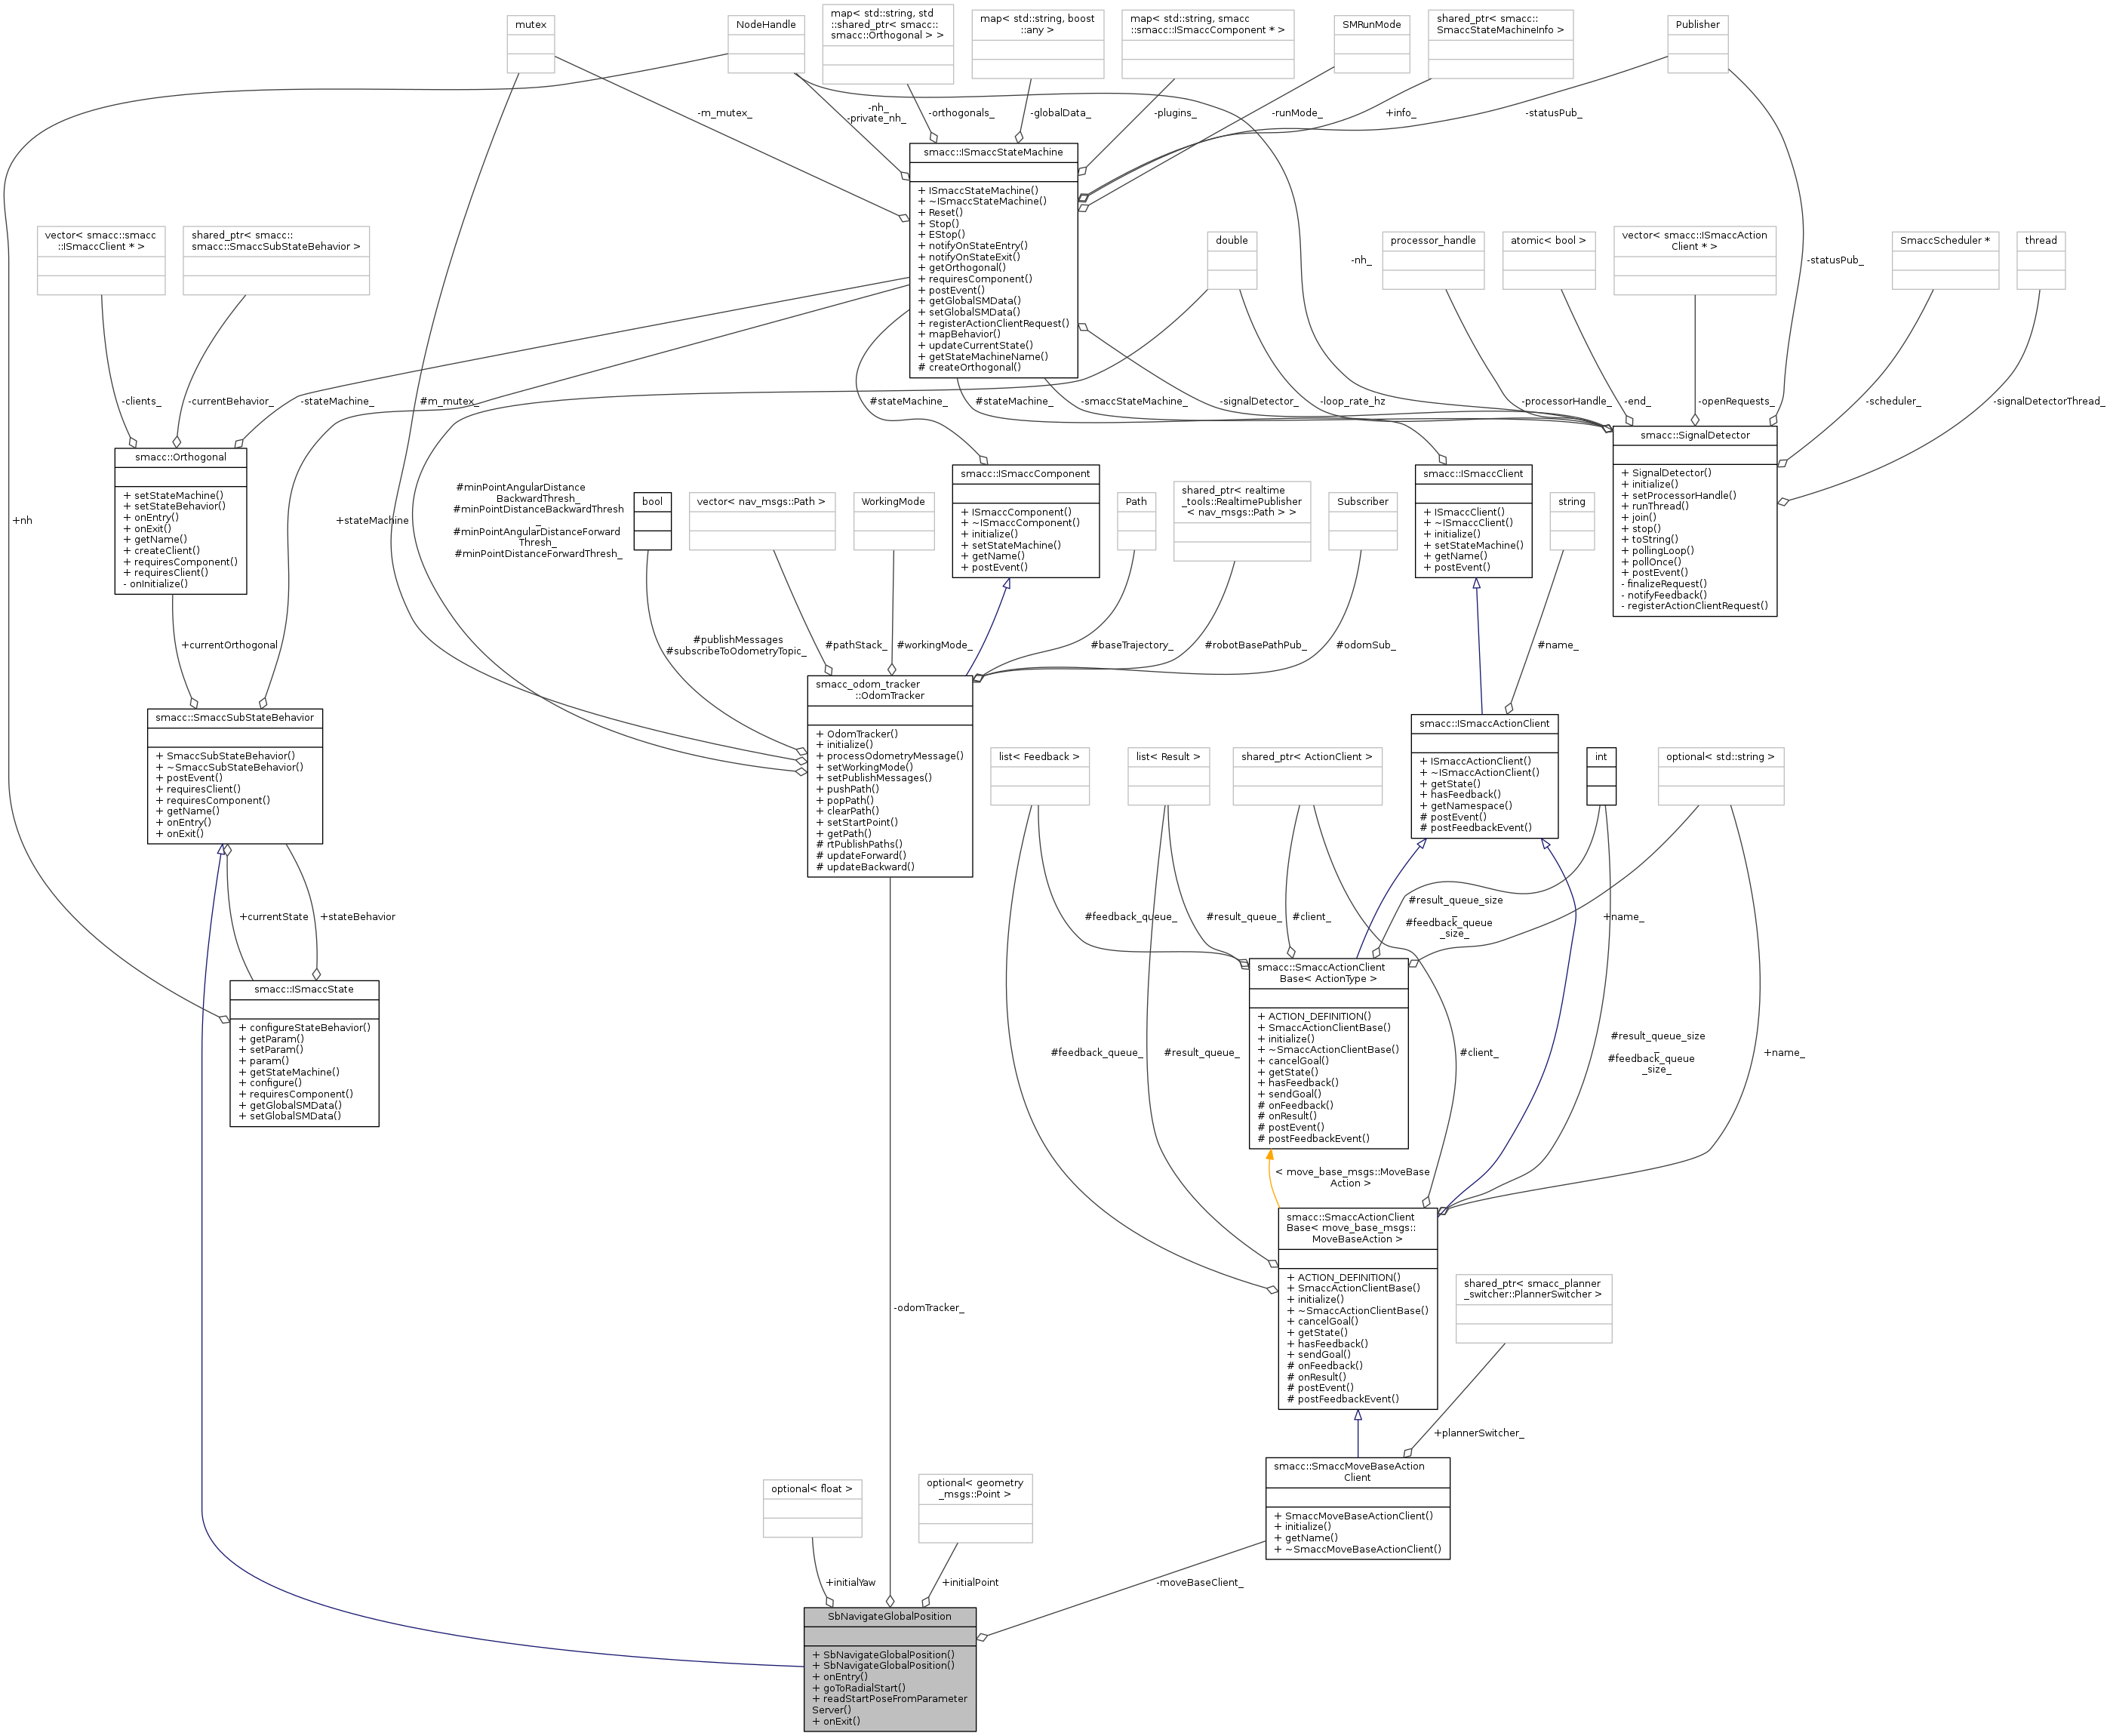 mutex
NodeHandle
map< std::string, std
::shared_ptr< smacc::
smacc::Orthogonal > >
map< std::string, boost
::any >
map< std::string, smacc
::smacc::ISmaccComponent * >
SMRunMode
shared_ptr< smacc::
SmaccStateMachineInfo >
Publisher
-m_mutex_
-nh_
-private_nh_
-orthogonals_
-globalData_
-plugins_
-runMode_
+info_
-statusPub_
smacc::ISmaccStateMachine
+ ISmaccStateMachine()
+ ~ISmaccStateMachine()
+ Reset()
+ Stop()
+ EStop()
+ notifyOnStateEntry()
+ notifyOnStateExit()
+ getOrthogonal()
+ requiresComponent()
+ postEvent()
+ getGlobalSMData()
+ setGlobalSMData()
+ registerActionClientRequest()
+ mapBehavior()
+ updateCurrentState()
+ getStateMachineName()
# createOrthogonal()
vector< smacc::smacc
::ISmaccClient * >
shared_ptr< smacc::
smacc::SmaccSubStateBehavior >
double
processor_handle
atomic< bool >
vector< smacc::ISmaccAction
Client * >
SmaccScheduler *
thread
-nh_
-statusPub_
-clients_
-currentBehavior_
-stateMachine_
#m_mutex_
#stateMachine_
#stateMachine_
-smaccStateMachine_
-signalDetector_
-loop_rate_hz
-processorHandle_
-end_
-openRequests_
-scheduler_
-signalDetectorThread_
smacc::Orthogonal
+ setStateMachine()
+ setStateBehavior()
+ onEntry()
+ onExit()
+ getName()
+ createClient()
+ requiresComponent()
+ requiresClient()
- onInitialize()
smacc::SignalDetector
+ SignalDetector()
+ initialize()
+ setProcessorHandle()
+ runThread()
+ join()
+ stop()
+ toString()
+ pollingLoop()
+ pollOnce()
+ postEvent()
- finalizeRequest()
- notifyFeedback()
- registerActionClientRequest()
+nh
+stateMachine
#minPointAngularDistance
BackwardThresh_
#minPointDistanceBackwardThresh
_
#minPointAngularDistanceForward
Thresh_
#minPointDistanceForwardThresh_
bool
vector< nav_msgs::Path >
WorkingMode
smacc::ISmaccComponent
+ ISmaccComponent()
+ ~ISmaccComponent()
+ initialize()
+ setStateMachine()
+ getName()
+ postEvent()
Path
shared_ptr< realtime
_tools::RealtimePublisher
< nav_msgs::Path > >
Subscriber
smacc::ISmaccClient
+ ISmaccClient()
+ ~ISmaccClient()
+ initialize()
+ setStateMachine()
+ getName()
+ postEvent()
string
+currentOrthogonal
#publishMessages
#subscribeToOdometryTopic_
#pathStack_
#workingMode_
#baseTrajectory_
#robotBasePathPub_
#odomSub_
#name_
smacc::SmaccSubStateBehavior
+ SmaccSubStateBehavior()
+ ~SmaccSubStateBehavior()
+ postEvent()
+ requiresClient()
+ requiresComponent()
+ getName()
+ onEntry()
+ onExit()
smacc_odom_tracker
::OdomTracker
+ OdomTracker()
+ initialize()
+ processOdometryMessage()
+ setWorkingMode()
+ setPublishMessages()
+ pushPath()
+ popPath()
+ clearPath()
+ setStartPoint()
+ getPath()
# rtPublishPaths()
# updateForward()
# updateBackward()
smacc::ISmaccActionClient
+ ISmaccActionClient()
+ ~ISmaccActionClient()
+ getState()
+ hasFeedback()
+ getNamespace()
# postEvent()
# postFeedbackEvent()
list< Feedback >
list< Result >
shared_ptr< ActionClient >
int
optional< std::string >
+currentState
+stateBehavior
#feedback_queue_
#result_queue_
#client_
#result_queue_size
_
#feedback_queue
_size_
+name_
smacc::ISmaccState
+ configureStateBehavior()
+ getParam()
+ setParam()
+ param()
+ getStateMachine()
+ configure()
+ requiresComponent()
+ getGlobalSMData()
+ setGlobalSMData()
smacc::SmaccActionClient
Base< ActionType >
+ ACTION_DEFINITION()
+ SmaccActionClientBase()
+ initialize()
+ ~SmaccActionClientBase()
+ cancelGoal()
+ getState()
+ hasFeedback()
+ sendGoal()
# onFeedback()
# onResult()
# postEvent()
# postFeedbackEvent()
#feedback_queue_
#result_queue_
#client_
#result_queue_size
_
#feedback_queue
_size_
+name_
< move_base_msgs::MoveBase
Action >
smacc::SmaccActionClient
Base< move_base_msgs::
MoveBaseAction >
+ ACTION_DEFINITION()
+ SmaccActionClientBase()
+ initialize()
+ ~SmaccActionClientBase()
+ cancelGoal()
+ getState()
+ hasFeedback()
+ sendGoal()
# onFeedback()
# onResult()
# postEvent()
# postFeedbackEvent()
-odomTracker_
shared_ptr< smacc_planner
_switcher::PlannerSwitcher >
+plannerSwitcher_
smacc::SmaccMoveBaseAction
Client
+ SmaccMoveBaseActionClient()
+ initialize()
+ getName()
+ ~SmaccMoveBaseActionClient()
optional< float >
optional< geometry
_msgs::Point >
+initialYaw
+initialPoint
-moveBaseClient_
SbNavigateGlobalPosition
+ SbNavigateGlobalPosition()
+ SbNavigateGlobalPosition()
+ onEntry()
+ goToRadialStart()
+ readStartPoseFromParameter
Server()
+ onExit()